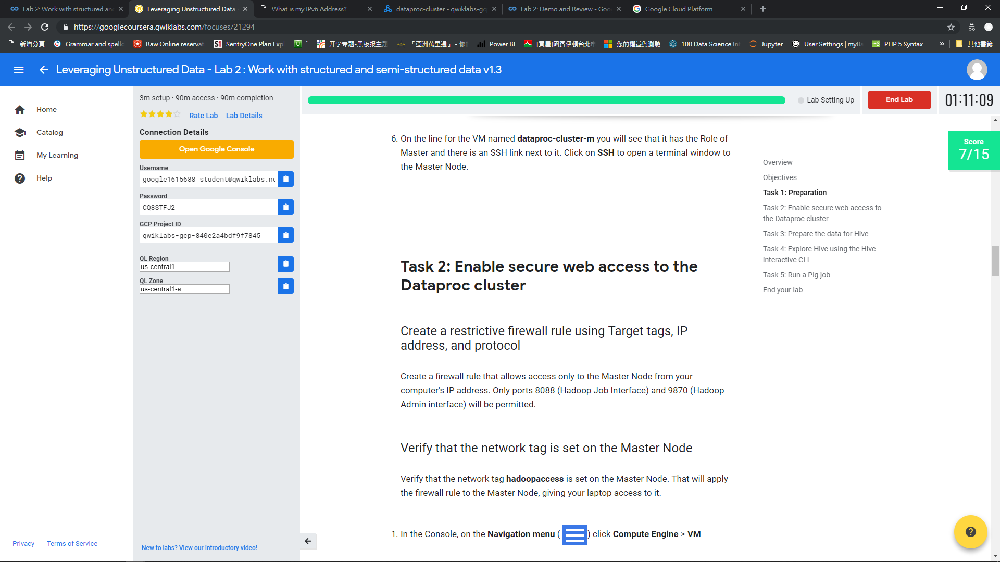 Lab 2: Work with structured an
Leveraging Unstructured Data
What is my IPv6 Address?
dataproc-cluster - qwiklabs-gc
Lab 2: Demo and Review - Goo
Google Cloud Platform
https://googlecoursera.qwiklabs.com/focuses/21294
新增分頁
Grammar and spell
Raw Online reservat
SentryOne Plan Expl
开学专题-黑板报主题
「亞洲萬里通」 - 你
Power BI
[買屋]國賓伊頓台北市
您的權益與測驗
100 Data Science Int
Jupyter
User Settings | myBa
PHP 5 Syntax
»
其他書籤
Leveraging Unstructured Data - Lab 2 : Work with structured and semi-structured data v1.3
Home
Catalog
My Learning
Help
Privacy
Terms of Service
3m setup · 90m access · 90m completion
Rate Lab
Lab Details
Connection Details
Open Google Console
Username
google1615688_student@qwiklabs.ne
Password
CQ8STFJ2
GCP Project ID
qwiklabs-gcp-840e2a4bdf9f7845
QL Region
us-central1
QL Zone
us-central1-a
New to labs? View our introductory video!
Lab Setting Up
End Lab
01:11:09
6. On the line for the VM named dataproc-cluster-m you will see that it has the Role of
Master and there is an SSH link next to it. Click on SSH to open a terminal window to
the Master Node.
Task 2: Enable secure web access to the
Dataproc cluster
Create a restrictive firewall rule using Target tags, IP
address, and protocol
Create a firewall rule that allows access only to the Master Node from your
computer's IP address. Only ports 8088 (Hadoop Job Interface) and 9870 (Hadoop
Admin interface) will be permitted.
Verify that the network tag is set on the Master Node
Verify that the network tag hadoopaccess is set on the Master Node. That will apply
the firewall rule to the Master Node, giving your laptop access to it.
1. In the Console, on the Navigation menu ( ) click Compute Engine > VM
Overview
Objectives
Task 1: Preparation
Task 2: Enable secure web access to
the Dataproc cluster
Task 3: Prepare the data for Hive
Task 4: Explore Hive using the Hive
interactive CLI
Task 5: Run a Pig job
End your lab
Score
7/15